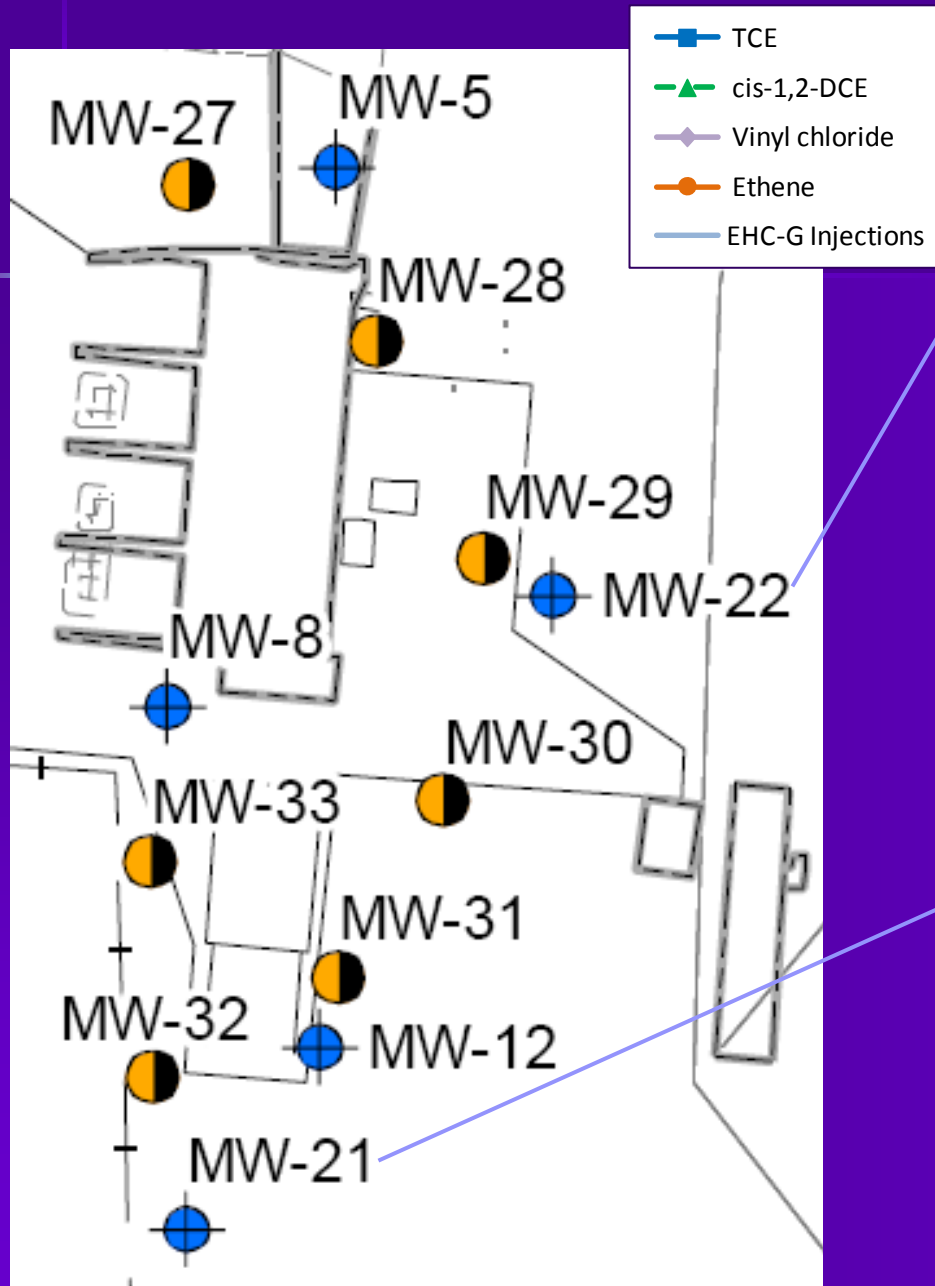 TCE
cis-1,2-DCE
Vinyl chloride
Ethene
EHC-G Injections
MW-5
MW-27
MW-28
MW-29
MW-22
MW-8
MW-30
MW-33
MW-31
MW-32
MW-12
MW-21